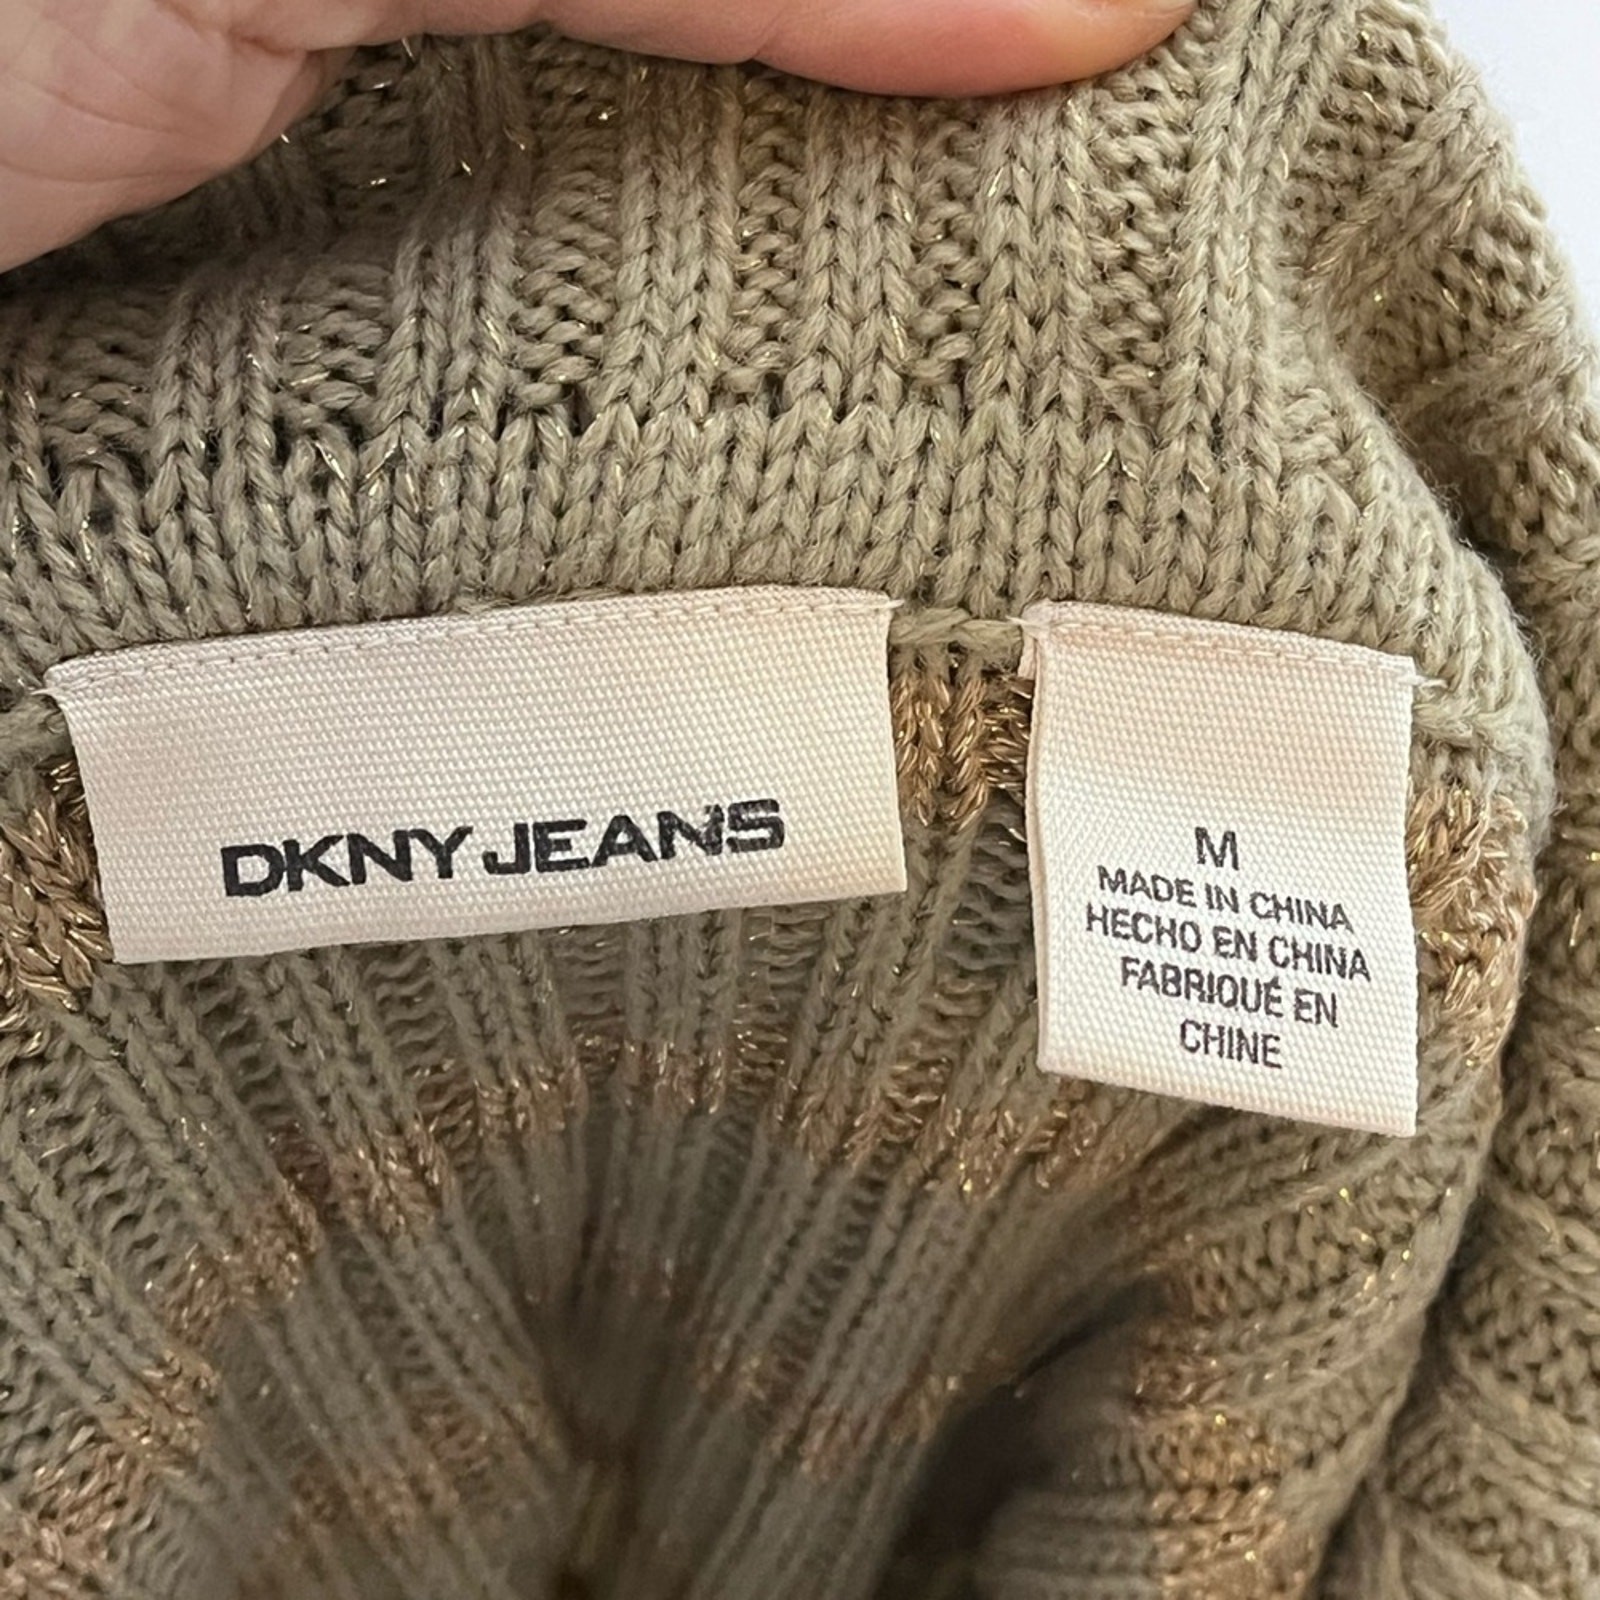 DKNY JEANS
M
MADE IN CHINA
HECHO EN CHINA
FABRIQUÉ EN
CHINE